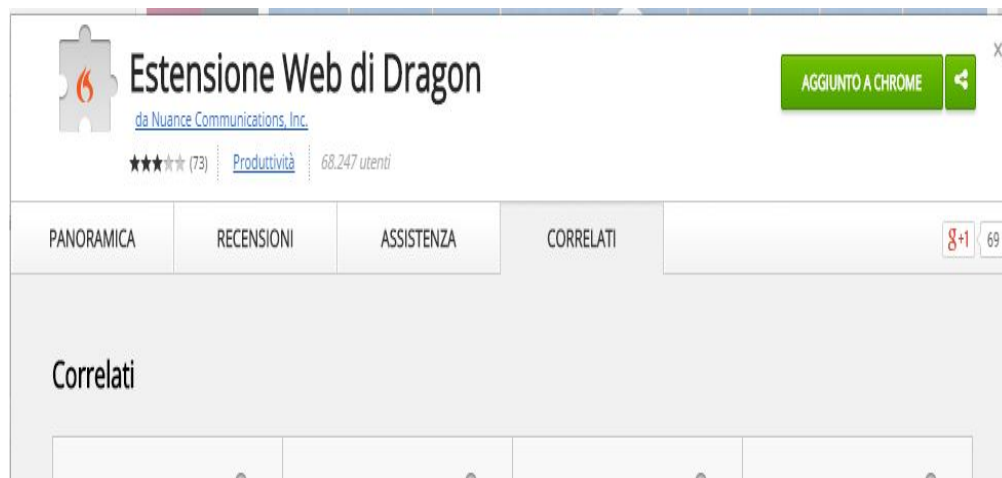 Estensione Web di Dragon
AGGIUNTO A CHROME
x
da Nuance Communications, Inc.
(73) Produttività 68.247 utenti
PANORAMICA RECENSIONI ASSISTENZA CORRELATI
g+1 69
Correlati